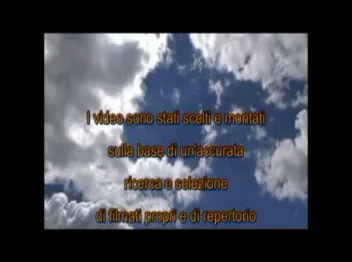 I video sono stati scelti e montati
sulla base di un'accurata
ricerca e selezione
di filmati propri e di repertorio